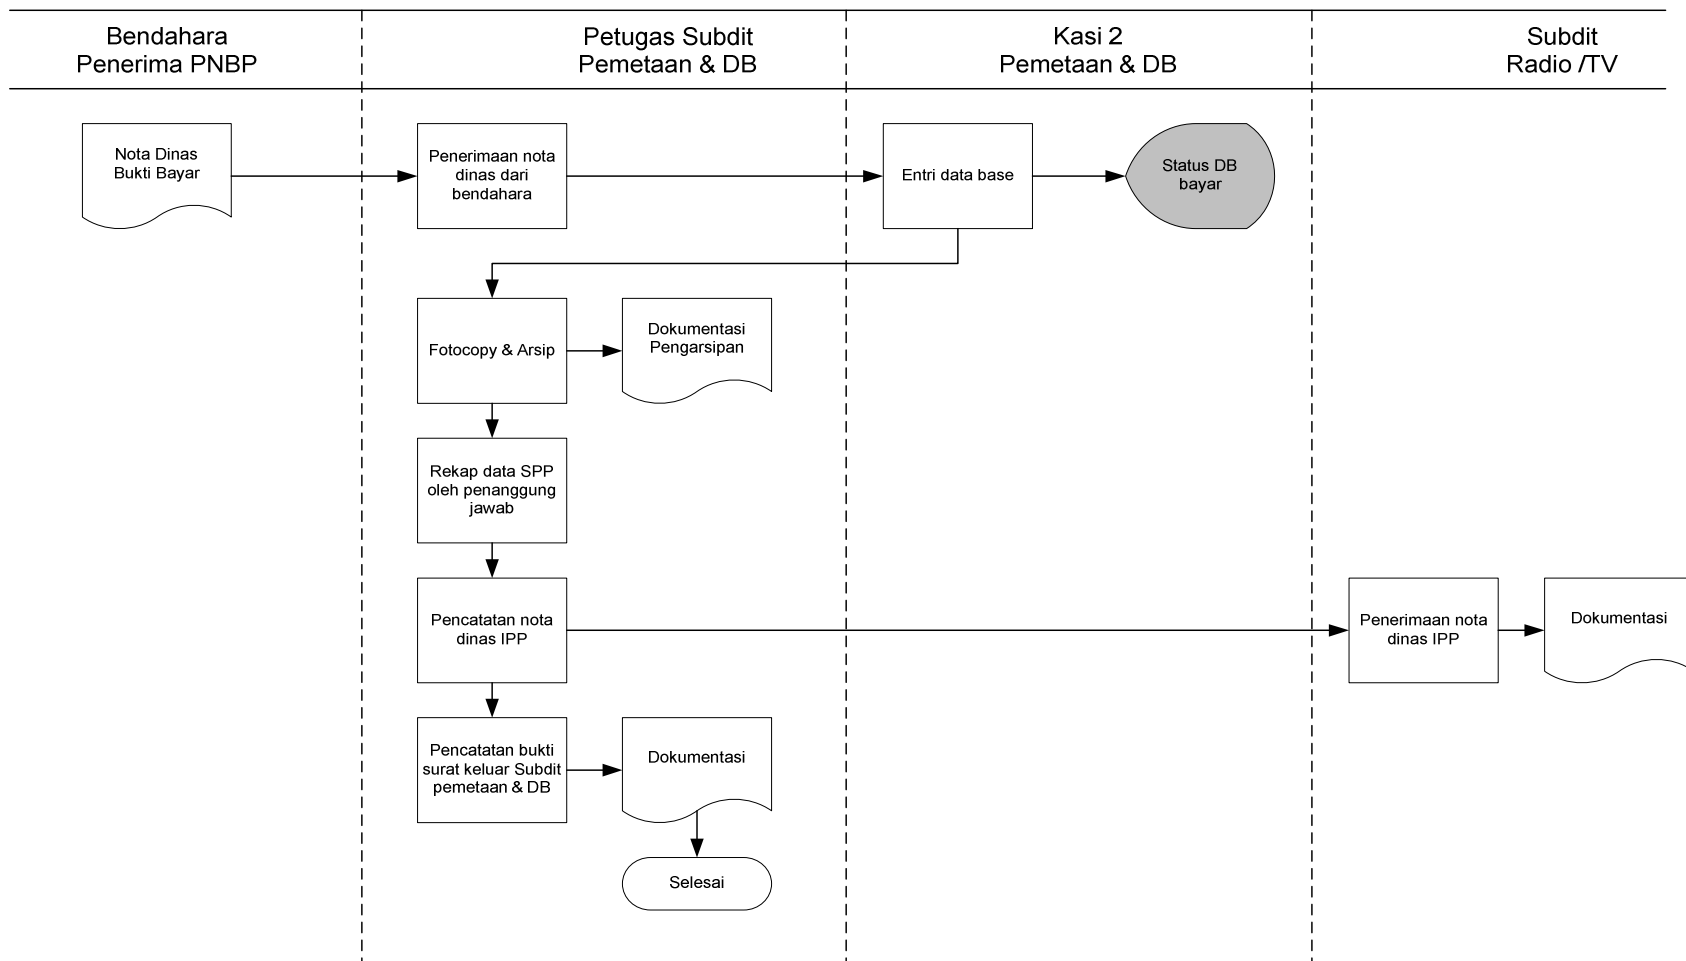 Bendahara
Penerima PNBP
Petugas Subdit
Pemetaan & DB
Kasi 2
Pemetaan & DB
Subdit
Radio /TV
Nota Dinas
Bukti Bayar
Penerimaan nota
dinas dari
bendahara
Entri data base
Status DB
bayar
Fotocopy & Arsip
Dokumentasi
Pengarsipan
Rekap data SPP
oleh penanggung
jawab
Pencatatan nota
dinas IPP
Penerimaan nota
dinas IPP
Dokumentasi
Pencatatan bukti
surat keluar Subdit
pemetaan & DB
Dokumentasi
Selesai